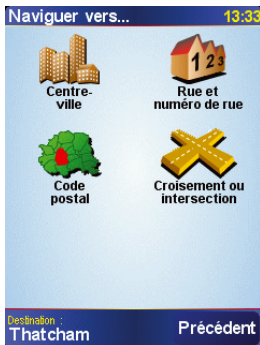 Naviguer vers...
13:33
1 2 3
Centre-
ville
Rue et
numéro de rue
Code
postal
Croisement ou
intersection
Destination :
Thatcham
Précédent